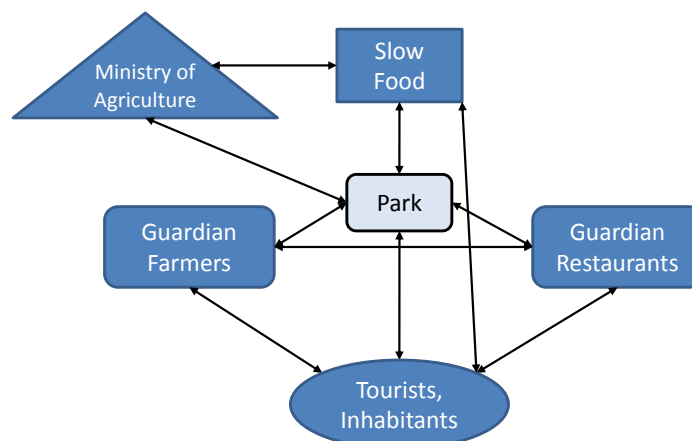 Ministry of
Agriculture
Slow
Food
Park
Guardian
Farmers
Guardian
Restaurants
Tourists,
Inhabitants